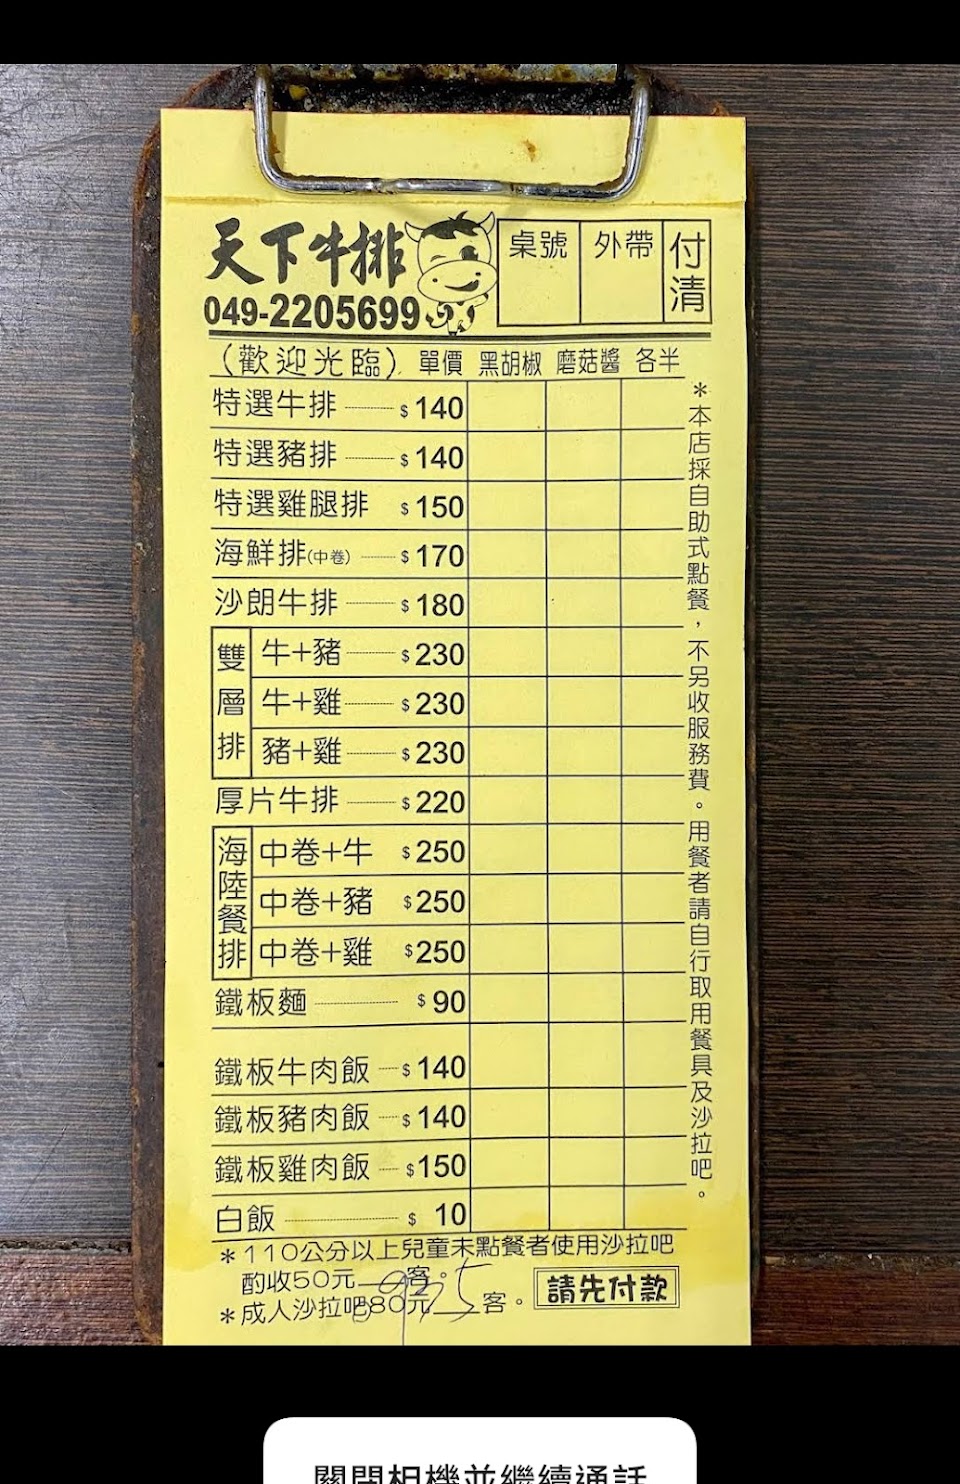 天下牛排
049-2205699
桌號 外帶 付清
(歡迎光臨) 單價 黑胡椒 磨菇醬 各半
特選牛排 $140
特選豬排 $140
特選雞腿排 $150
海鮮排(中卷) $170
沙朗牛排 $180
雙層排
牛+豬 $230
牛+雞 $230
豬+雞 $230
厚片牛排 $220
海陸餐排
中卷+牛 $250
中卷+豬 $250
中卷+雞 $250
鐵板麵 $90
鐵板牛肉飯 $140
鐵板豬肉飯 $140
鐵板雞肉飯 $150
白飯 $10
*本店採自助式點餐,不另收服務費。用餐者請自行取用餐具及沙拉吧。
*110公分以上兒童未點餐者使用沙拉吧
酌收50元 客。
*成人沙拉吧80元 客。
請先付款
關閉相機並繼續通話